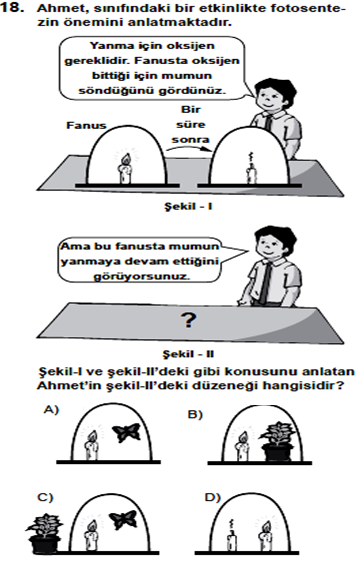 18. Ahmet, sınıfındaki bir etkinlikte fotosente-
zin önemini anlatmaktadır.
Yanma için oksijen
gereklidir. Fanusta oksijen
bittiği için mumun
söndüğünü gördünüz.
Fanus
Bir
süre
sonra
Şekil - I
Ama bu fanusta mumun
yanmaya devam ettiğini
görüyorsunuz.
?
Şekil - II
Şekil-I ve şekil-II'deki gibi konusunu anlatan
Ahmet'in şekil-II'deki düzeneği hangisidir?
A)
B)
C)
D)